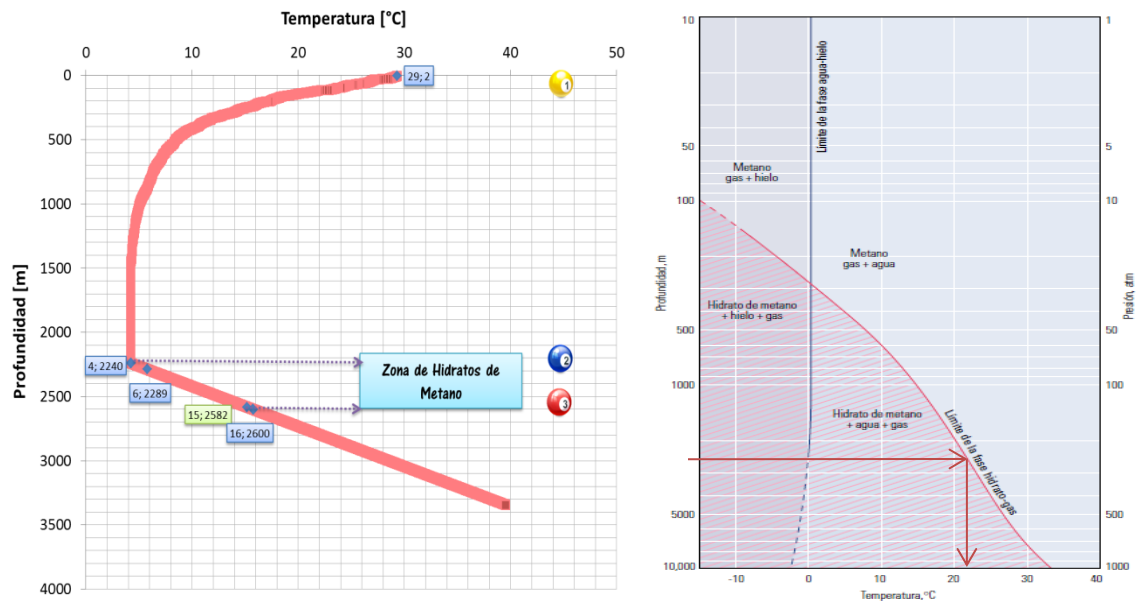 Temperatura [°C]
0 10 20 30 40 50
Profundidad [m]
0
500
1000
1500
2000
2500
3000
3500
4000
29; 2
1
4; 2240
6; 2289
15; 2582
16; 2600
Zona de Hidratos de
Metano
2
3
10
50
100
500
1000
5000
10,000
Profundidad, m
1
5
10
50
100
500
1000
Presión, atm
Límite de la fase agua-hielo
Metano
gas + hielo
Metano
gas + agua
Hidrato de metano
+ hielo + gas
Hidrato de metano
+ agua + gas
Límite de la fase hidrato-gas
-10 0 10 20 30 40
Temperatura, °C